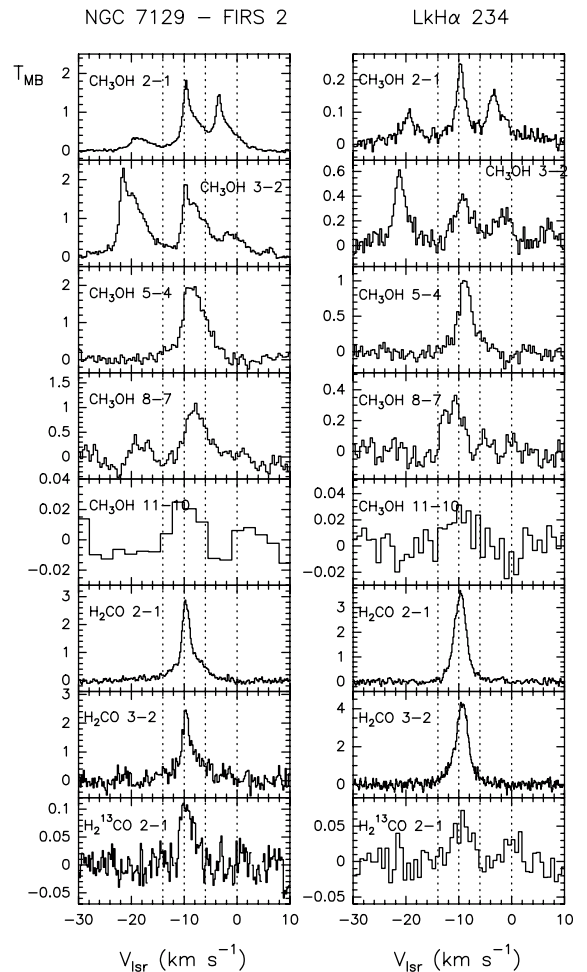 NGC 7129 – FIRS 2
LkHα 234
T_MB
CH₃OH 2−1
2
1
0
CH₃OH 2−1
0.2
0.1
0
CH₃OH 3−2
2
1
0
CH₃OH 3−2
0.6
0.4
0.2
0
CH₃OH 5−4
2
1
0
CH₃OH 5−4
1
0.5
0
CH₃OH 8−7
1.5
1.0
0.5
0
CH₃OH 8−7
0.4
0.2
0
CH₃OH 11−10
0.04
0.02
0
−0.02
CH₃OH 11−10
0.04
0.02
0
−0.02
H₂CO 2−1
3
2
1
0
H₂CO 2−1
3
2
1
0
H₂CO 3−2
3
2
1
0
H₂CO 3−2
4
2
0
H₂¹³CO 2−1
0.1
0.05
0
−0.05
H₂¹³CO 2−1
0.05
0
−0.05
−30 −20 −10 0 10
−30 −20 −10 0 10
V_lsr (km s⁻¹)
V_lsr (km s⁻¹)